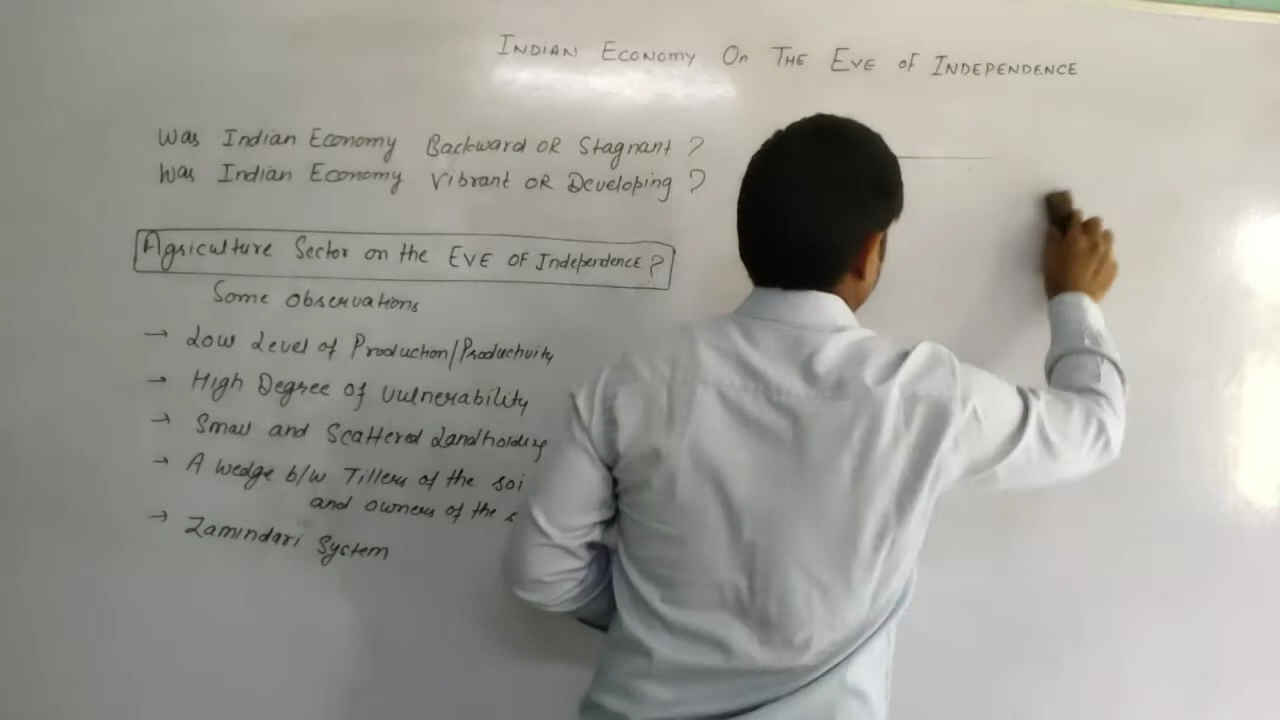 INDIAN ECONOMY On THE EVE of INDEPENDENCE
Was Indian Economy Backward OR Stagnant ?
Was Indian Economy Vibrant OR Developing ?
Agriculture Sector on the EVE OF Independence ?
Some Observations
→ Low Level of Production/Productivity
→ High Degree of Vulnerability
→ Small and Scattered Landholding
→ A wedge b/w Tillers of the soi
and owners of the s
→ Zamindari System